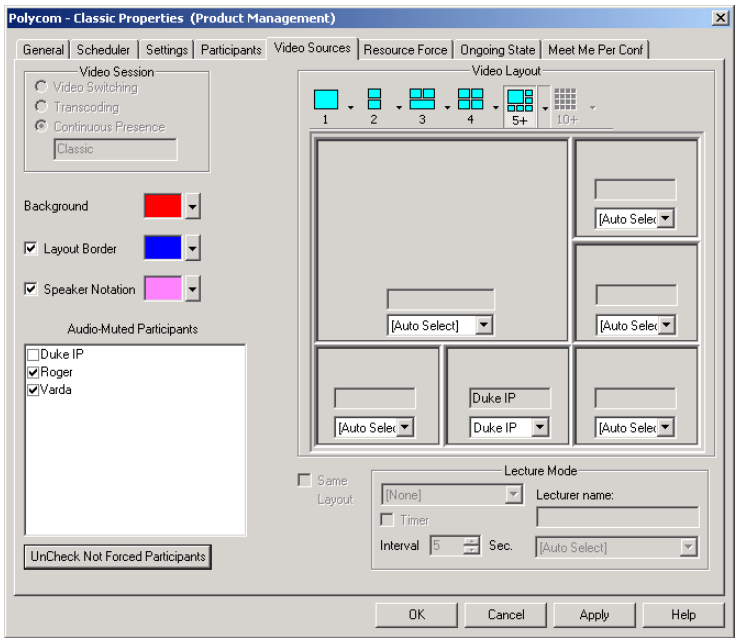 Polycom - Classic Properties (Product Management)
General Scheduler Settings Participants Video Sources Resource Force Ongoing State Meet Me Per Conf
Video Session
Video Switching
Transcoding
Continuous Presence
Classic
Background
Layout Border
Speaker Notation
Audio-Muted Participants
Duke IP
Roger
Varda
UnCheck Not Forced Participants
Video Layout
1 2 3 4 5+ 10+
[Auto Selec
[Auto Select]
[Auto Selec
[Auto Selec
Duke IP
Duke IP
[Auto Selec
Same
Layout
Lecture Mode
[None]
Lecturer name:
Timer
Interval 5 Sec.
[Auto Select]
OK Cancel Apply Help